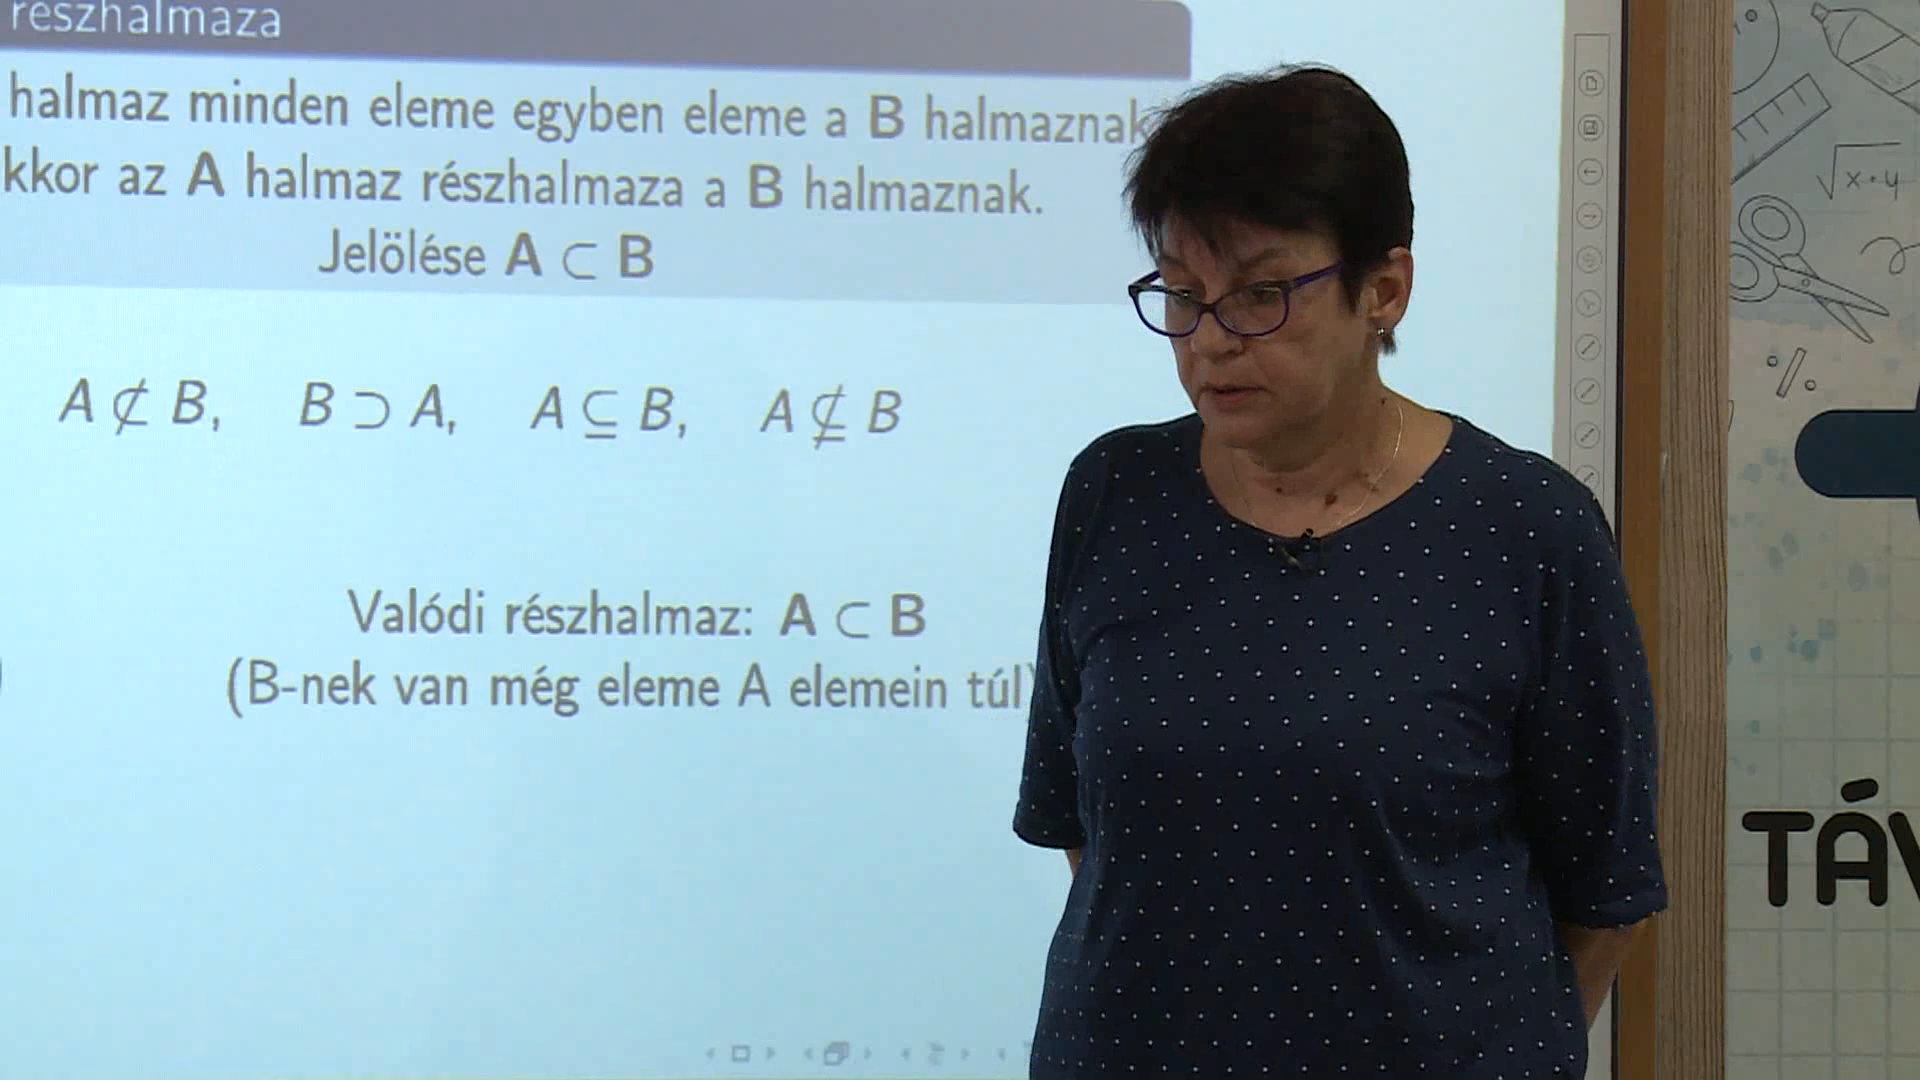 részhalmaza
halmaz minden eleme egyben eleme a B halmaznak
kkor az A halmaz részhalmaza a B halmaznak.
Jelölése A ⊂ B
A ⊄ B, B ⊃ A, A ⊆ B, A ⊈ B
Valódi részhalmaz: A ⊂ B
(B-nek van még eleme A elemein túl)
√x+y
%
TÁV